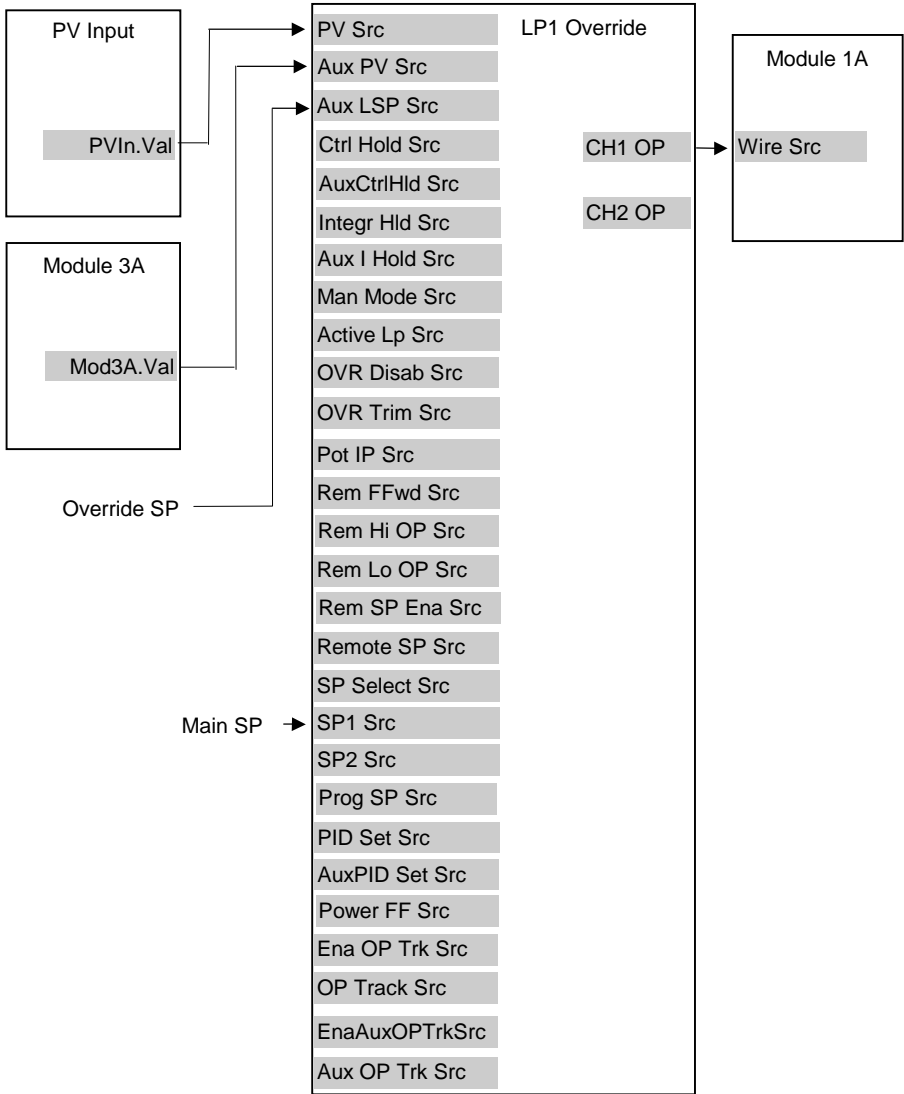 PV Input
PVIn.Val
Module 3A
Mod3A.Val
Override SP
Main SP
LP1 Override
PV Src
Aux PV Src
Aux LSP Src
Ctrl Hold Src
AuxCtrlHld Src
Integr Hld Src
Aux I Hold Src
Man Mode Src
Active Lp Src
OVR Disab Src
OVR Trim Src
Pot IP Src
Rem FFwd Src
Rem Hi OP Src
Rem Lo OP Src
Rem SP Ena Src
Remote SP Src
SP Select Src
SP1 Src
SP2 Src
Prog SP Src
PID Set Src
AuxPID Set Src
Power FF Src
Ena OP Trk Src
OP Track Src
EnaAuxOPTrkSrc
Aux OP Trk Src
CH1 OP
CH2 OP
Module 1A
Wire Src